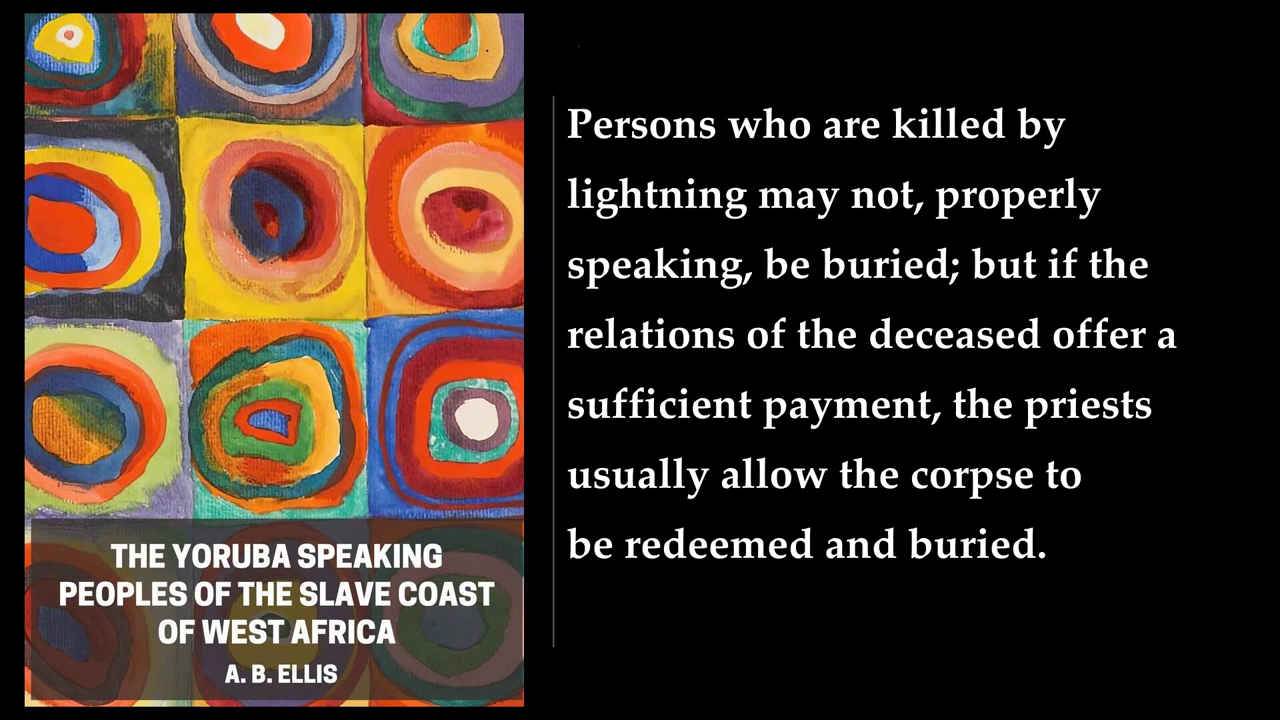 THE YORUBA SPEAKING
PEOPLES OF THE SLAVE COAST
OF WEST AFRICA
A. B. ELLIS
Persons who are killed by
lightning may not, properly
speaking, be buried; but if the
relations of the deceased offer a
sufficient payment, the priests
usually allow the corpse to
be redeemed and buried.